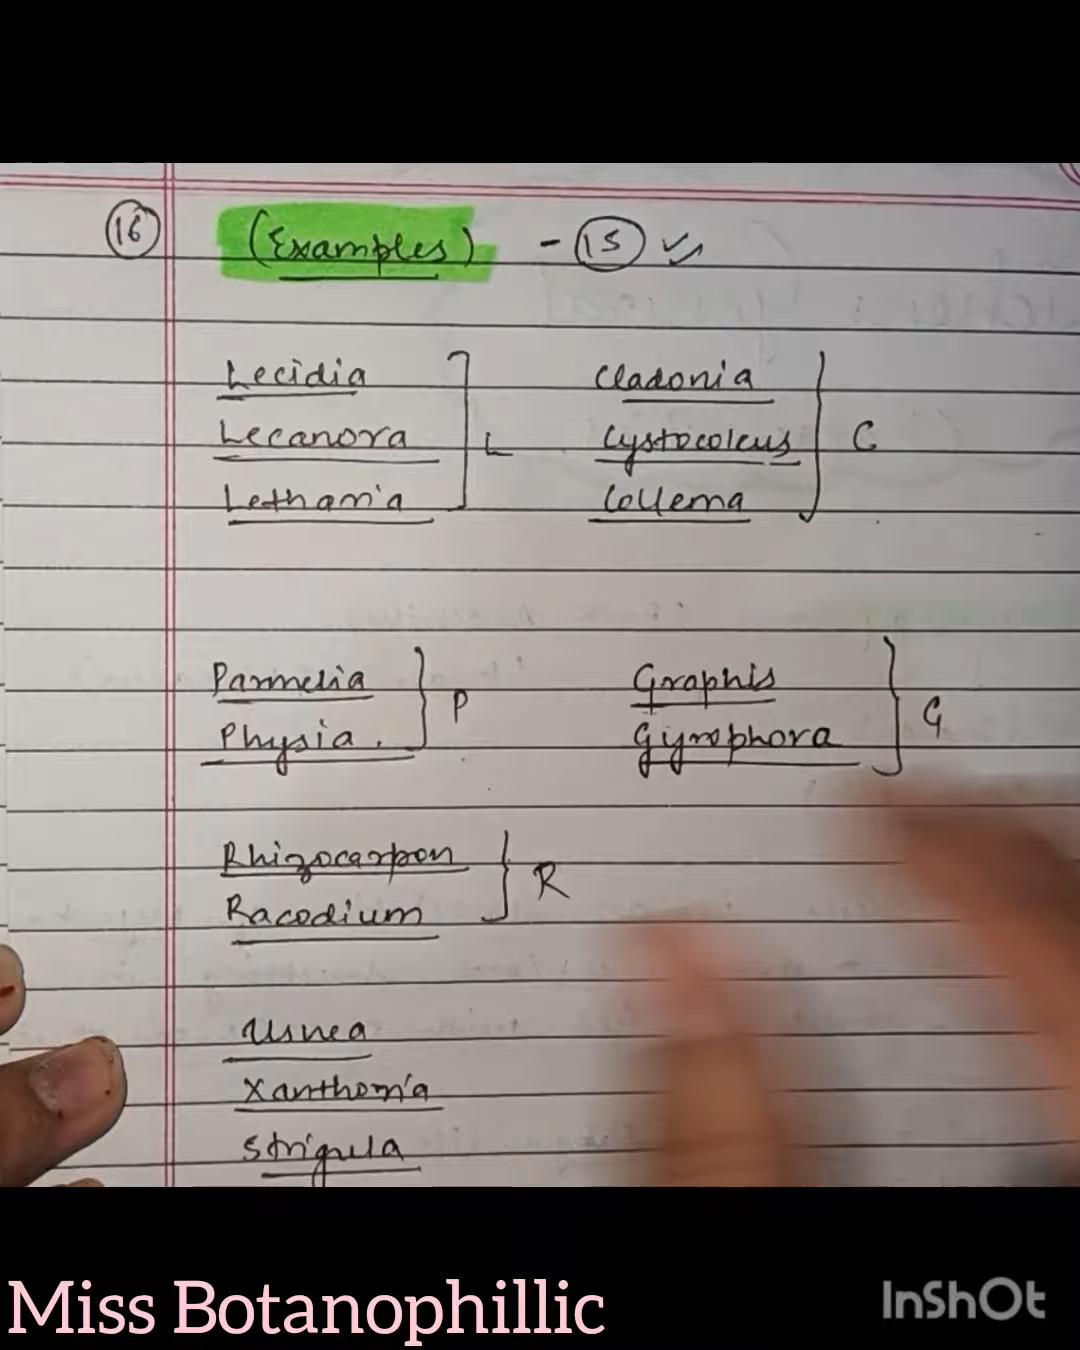 16 (Examples) - 15
Lecidia
Lecanora
Letharia
L
Cladonia
Cystocoleus
Collema
C
Parmelia
Physia.
P
Graphis
Gyrophora
G
Rhizocarpon
Racodium
R
Usnea
Xanthoria
Strigula
Miss Botanophillic
InShOt